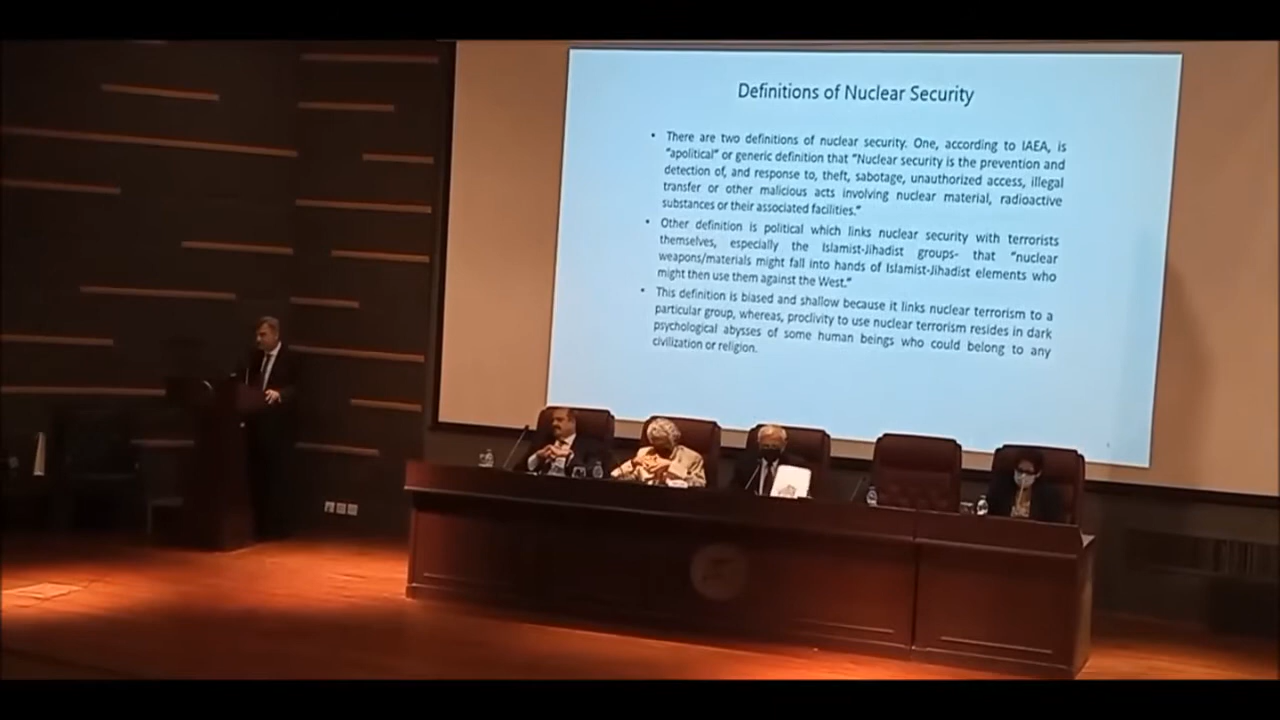 Definitions of Nuclear Security
• There are two definitions of nuclear security. One, according to IAEA, is
"apolitical" or generic definition that "Nuclear security is the prevention and
detection of, and response to, theft, sabotage, unauthorized access, illegal
transfer or other malicious acts involving nuclear material, radioactive
substances or their associated facilities."
• Other definition is political which links nuclear security with terrorists
themselves, especially the Islamist-Jihadist groups- that "nuclear
weapons/materials might fall into hands of Islamist-Jihadist elements who
might then use them against the West."
• This definition is biased and shallow because it links nuclear terrorism to a
particular group, whereas, proclivity to use nuclear terrorism resides in dark
psychological abysses of some human beings who could belong to any
civilization or religion.